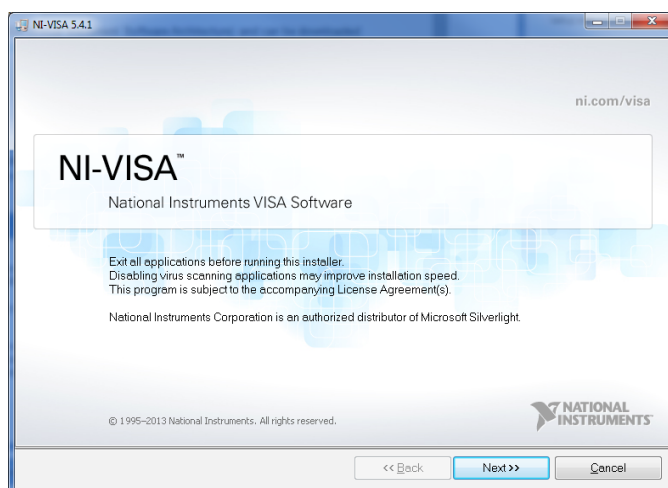 NI-VISA 5.4.1
ni.com/visa
NI-VISA™
National Instruments VISA Software
Exit all applications before running this installer.
Disabling virus scanning applications may improve installation speed.
This program is subject to the accompanying License Agreement(s).
National Instruments Corporation is an authorized distributor of Microsoft Silverlight.
© 1995–2013 National Instruments. All rights reserved.
NATIONAL
INSTRUMENTS
<< Back
Next >>
Cancel